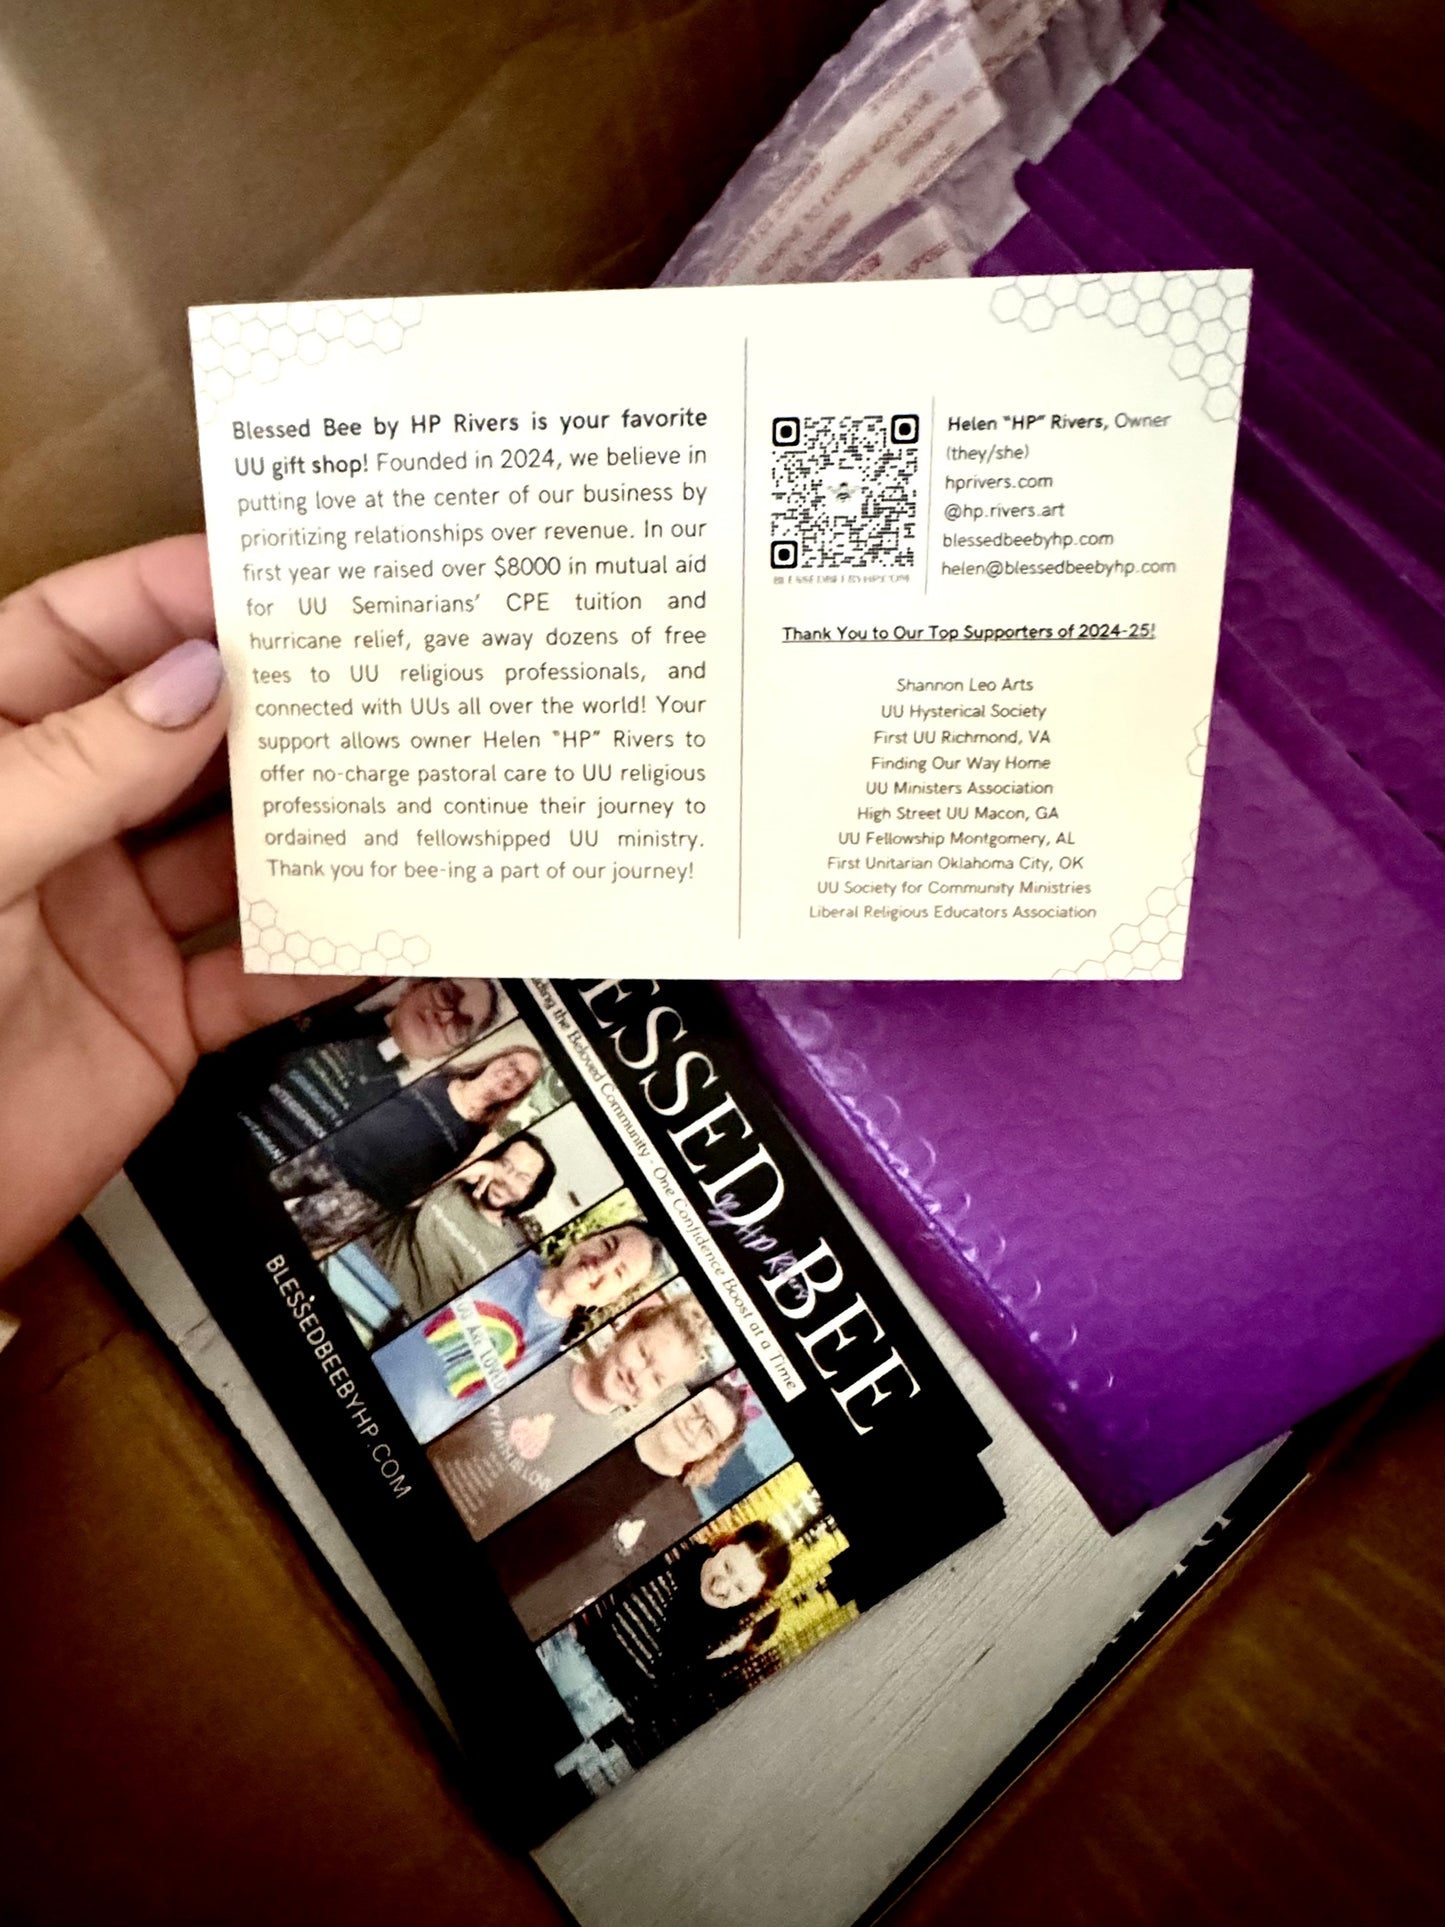 Blessed Bee by HP Rivers is your favorite
UU gift shop! Founded in 2024, we believe in
putting love at the center of our business by
prioritizing relationships over revenue. In our
first year we raised over $8000 in mutual aid
for UU Seminarians' CPE tuition and
hurricane relief, gave away dozens of free
tees to UU religious professionals, and
connected with UUs all over the world! Your
support allows owner Helen "HP" Rivers to
offer no-charge pastoral care to UU religious
professionals and continue their journey to
ordained and fellowshipped UU ministry.
Thank you for bee-ing a part of our journey!
BLESSEDBEEBYHP.COM
Helen "HP" Rivers, Owner
(they/she)
hprivers.com
@hp.rivers.art
blessedbeebyhp.com
helen@blessedbeebyhp.com
Thank You to Our Top Supporters of 2024-25!
Shannon Leo Arts
UU Hysterical Society
First UU Richmond, VA
Finding Our Way Home
UU Ministers Association
High Street UU Macon, GA
UU Fellowship Montgomery, AL
First Unitarian Oklahoma City, OK
UU Society for Community Ministries
Liberal Religious Educators Association
ESSED BEE
by HP Rivers
the Beloved Community - One Confidence Boost at a Time
UU ARE LOVED
BLESSEDBEEBYHP.COM